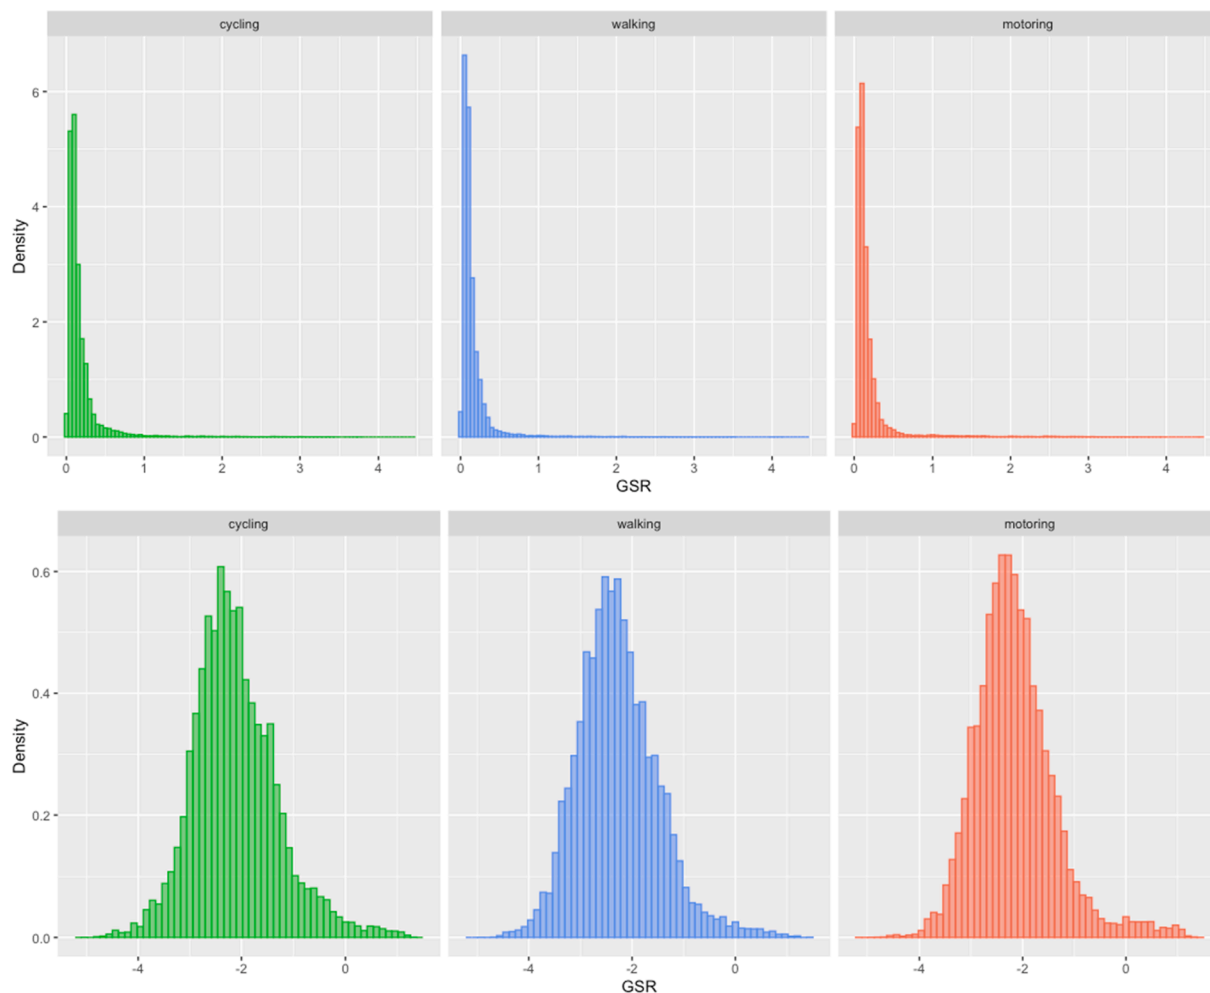 cycling walking motoring
6
4
2
0
Density
0 1 2 3 4 0 1 2 3 4 0 1 2 3 4
GSR
cycling walking motoring
0.6
0.4
0.2
0.0
Density
-4 -2 0 -4 -2 0 -4 -2 0
GSR